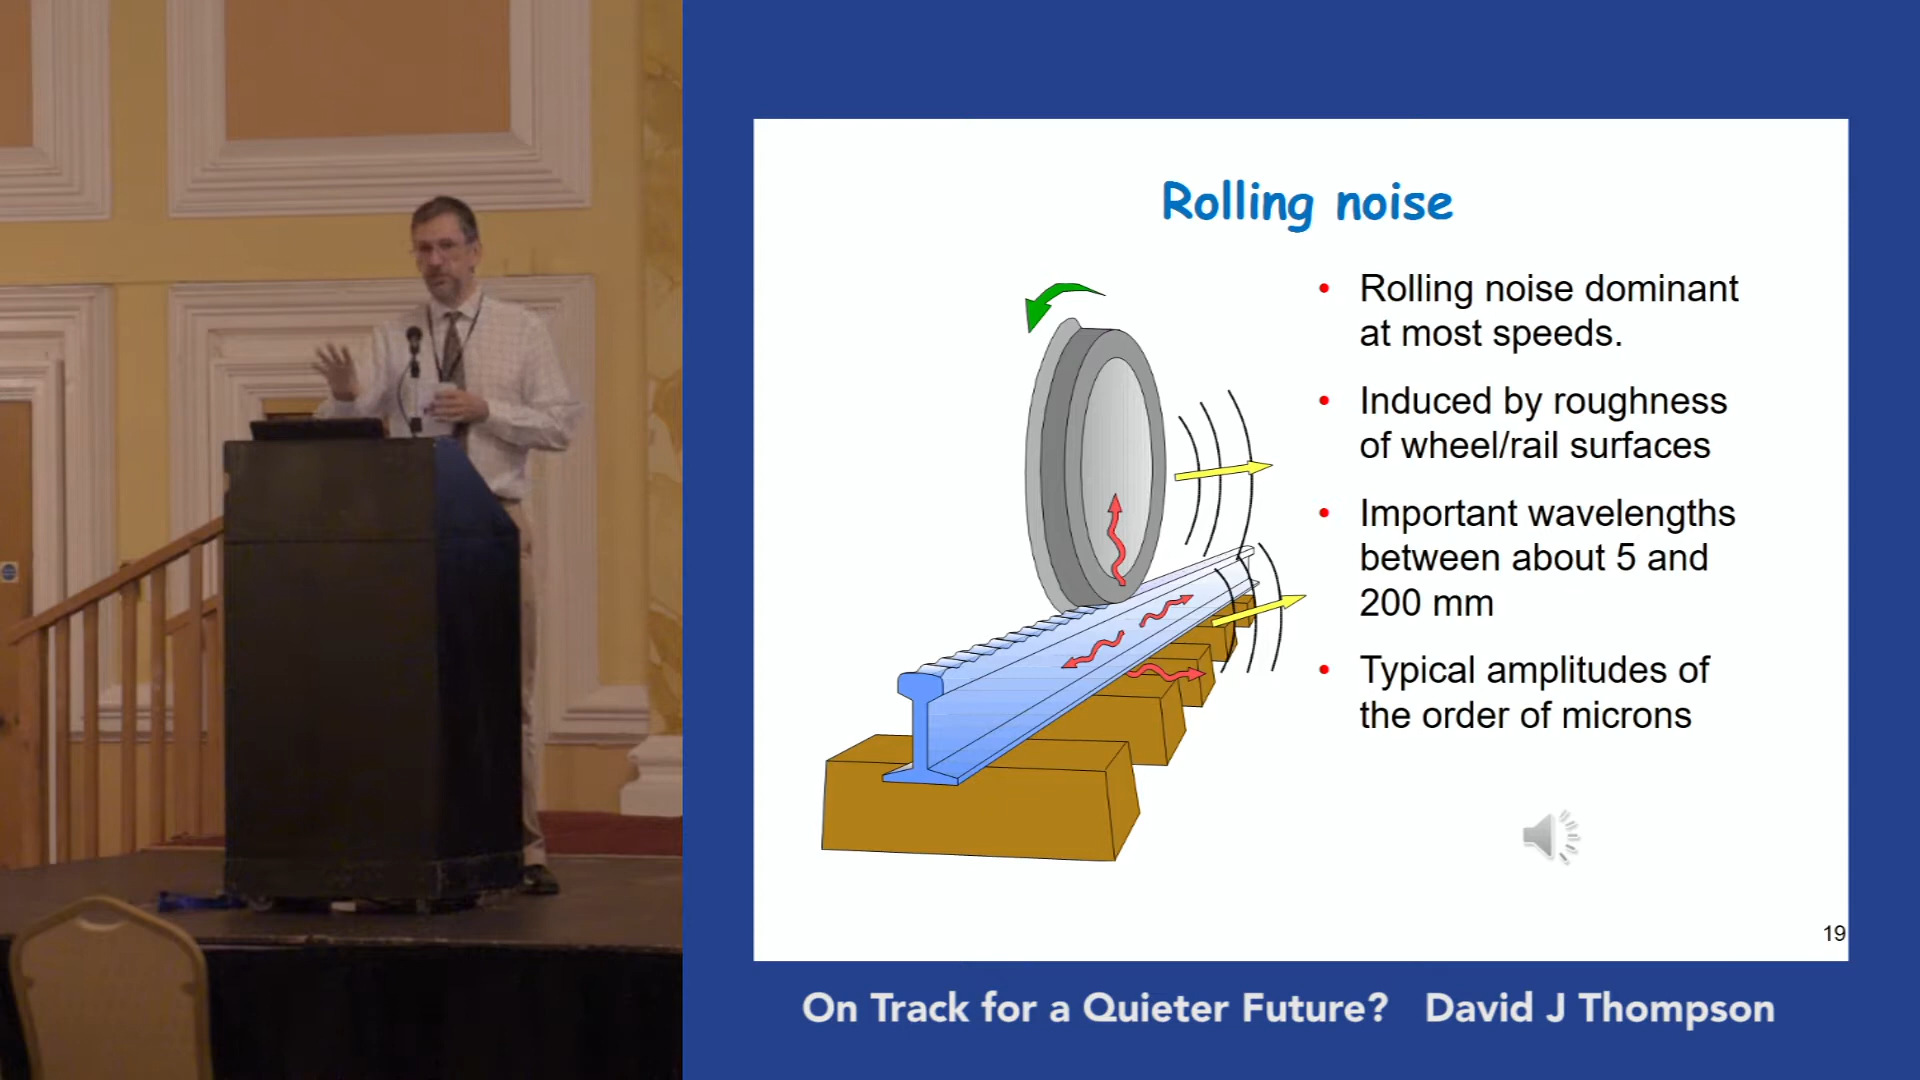 Rolling noise
• Rolling noise dominant
at most speeds.
• Induced by roughness
of wheel/rail surfaces
• Important wavelengths
between about 5 and
200 mm
• Typical amplitudes of
the order of microns
19
On Track for a Quieter Future? David J Thompson